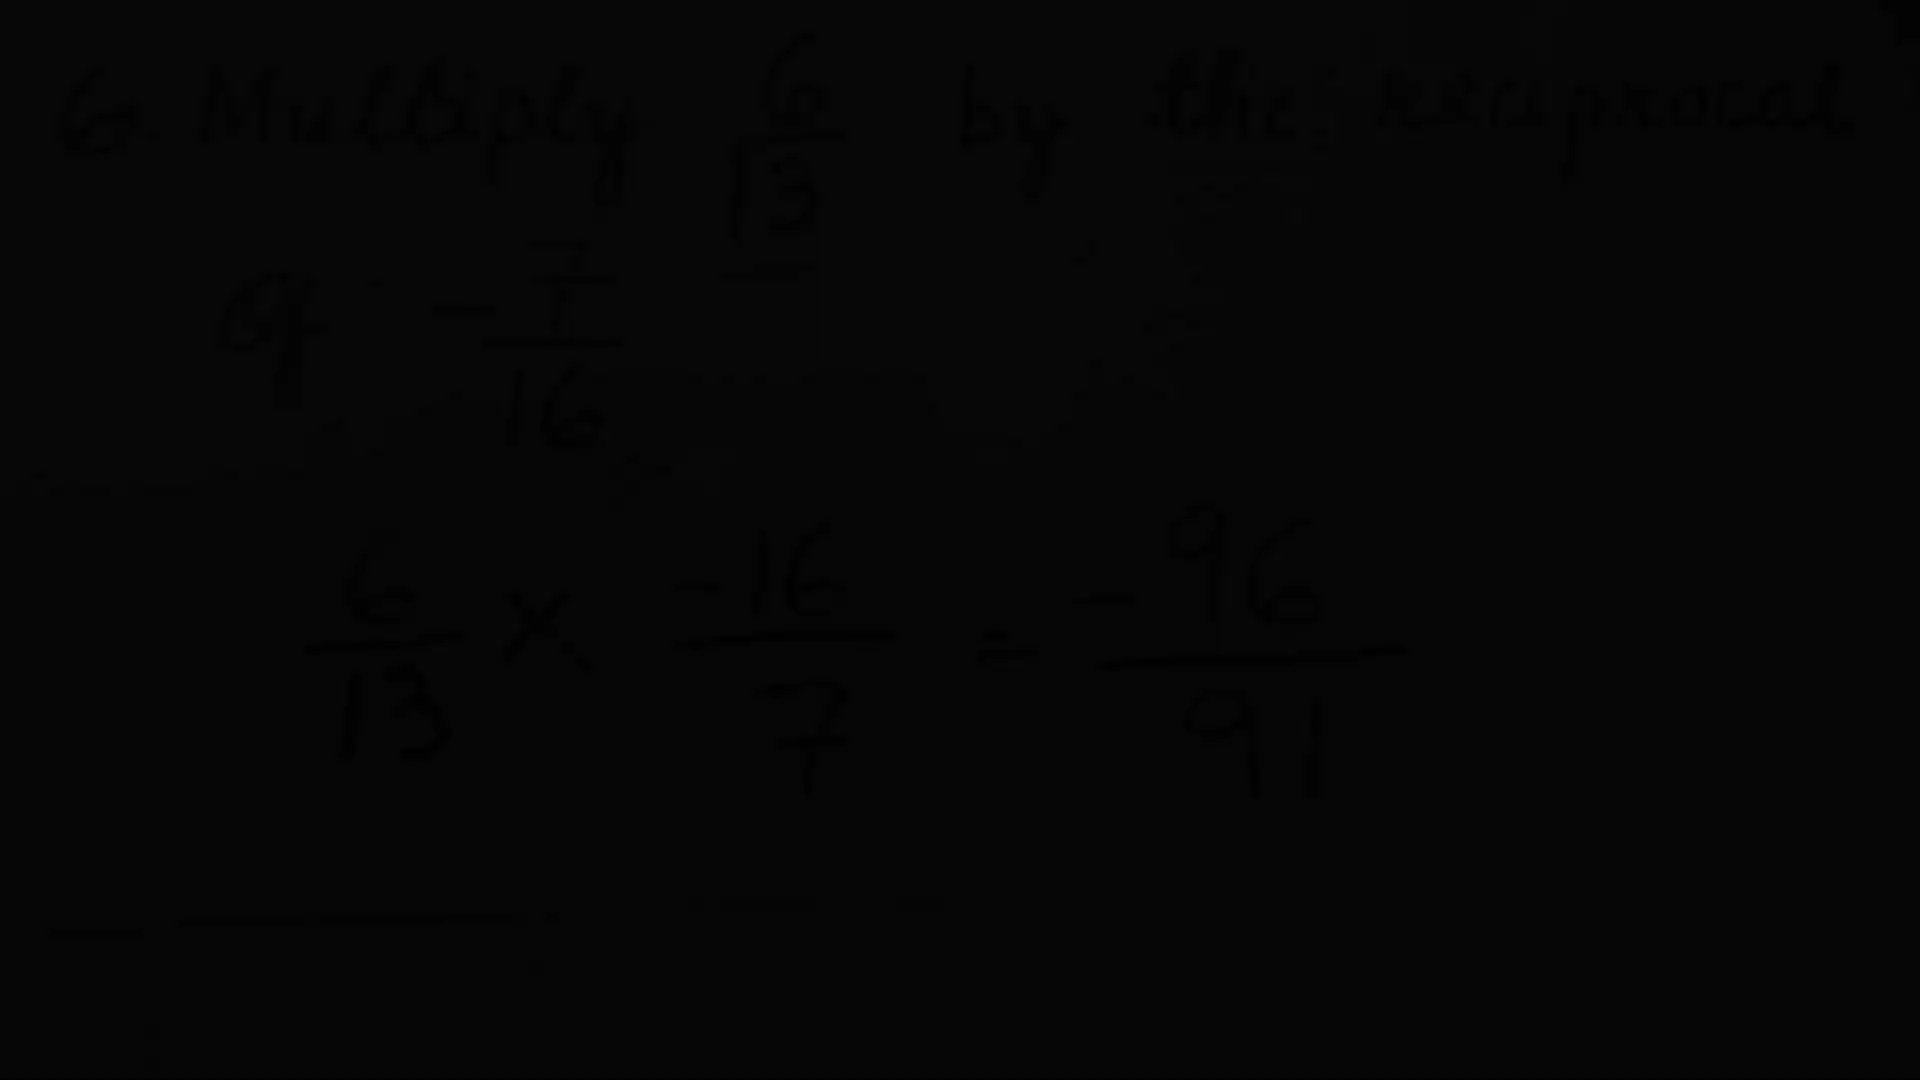 6. Multiply 6/13 by the reciprocal
of -7/16
6/13 × -16/7 = -96/91